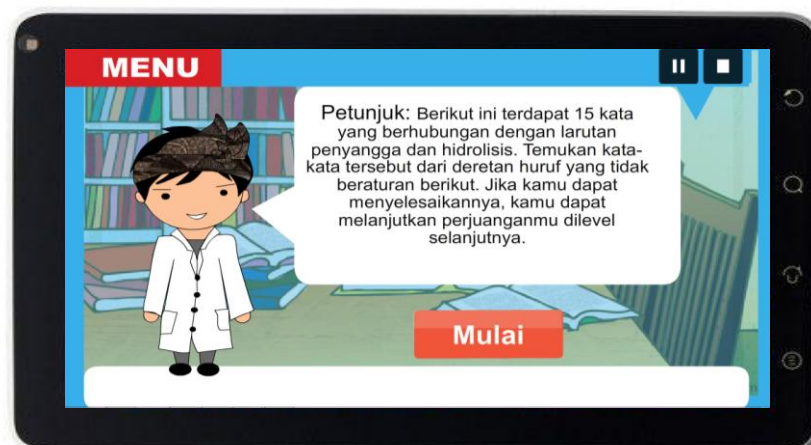 MENU
Petunjuk: Berikut ini terdapat 15 kata
yang berhubungan dengan larutan
penyangga dan hidrolisis. Temukan kata-
kata tersebut dari deretan huruf yang tidak
beraturan berikut. Jika kamu dapat
menyelesaikannya, kamu dapat
melanjutkan perjuanganmu dilevel
selanjutnya.
Mulai